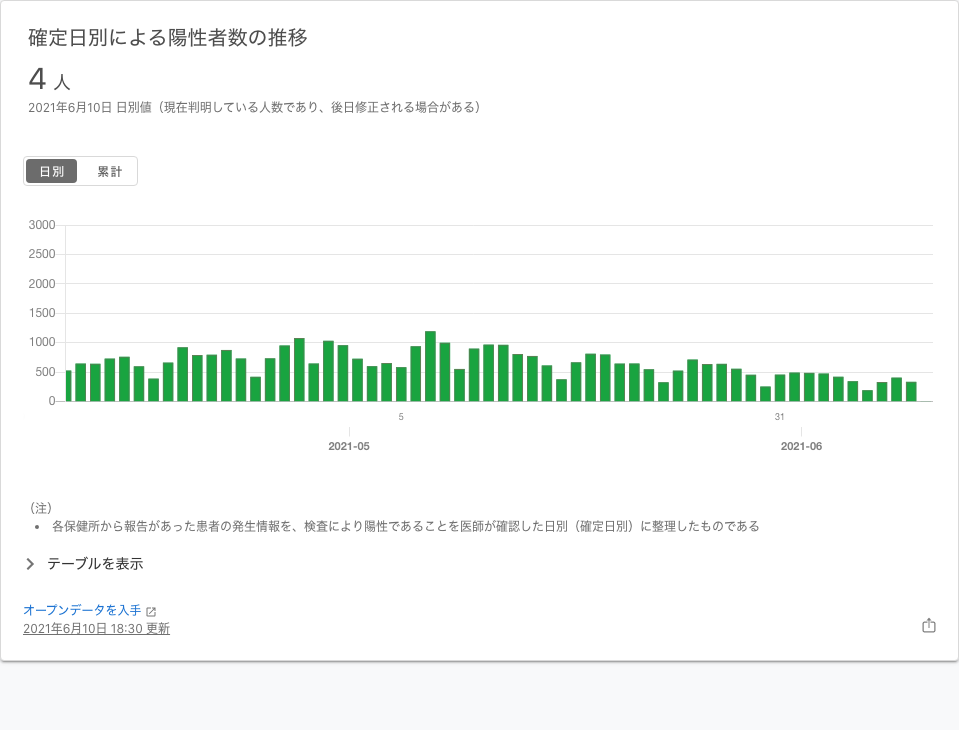 確定日別による陽性者数の推移
4 人
2021年6月10日 日別値（現在判明している人数であり、後日修正される場合がある）
日別 累計
3000
2500
2000
1500
1000
500
0
5 31
2021-05 2021-06
（注）
• 各保健所から報告があった患者の発生情報を、検査により陽性であることを医師が確認した日別（確定日別）に整理したものである
テーブルを表示
オープンデータを入手
2021年6月10日 18:30 更新